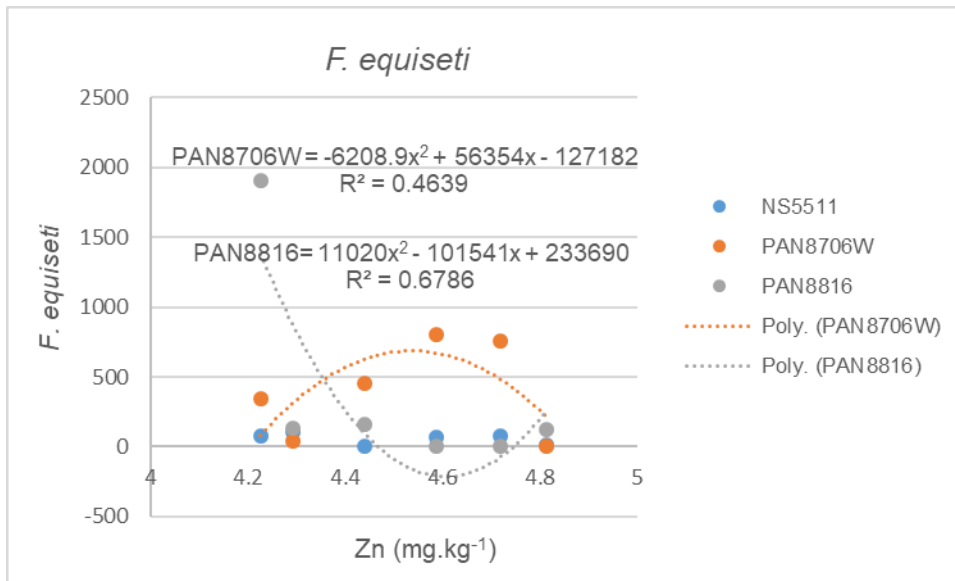 F. equiseti
2500
2000
1500
1000
500
0
-500
F. equiseti
PAN8706W = -6208.9x² + 56354x - 127182
R² = 0.4639
PAN8816 = 11020x² - 101541x + 233690
R² = 0.6786
4
4.2
4.4
4.6
4.8
5
Zn (mg.kg⁻¹)
NS5511
PAN8706W
PAN8816
Poly. (PAN8706W)
Poly. (PAN8816)